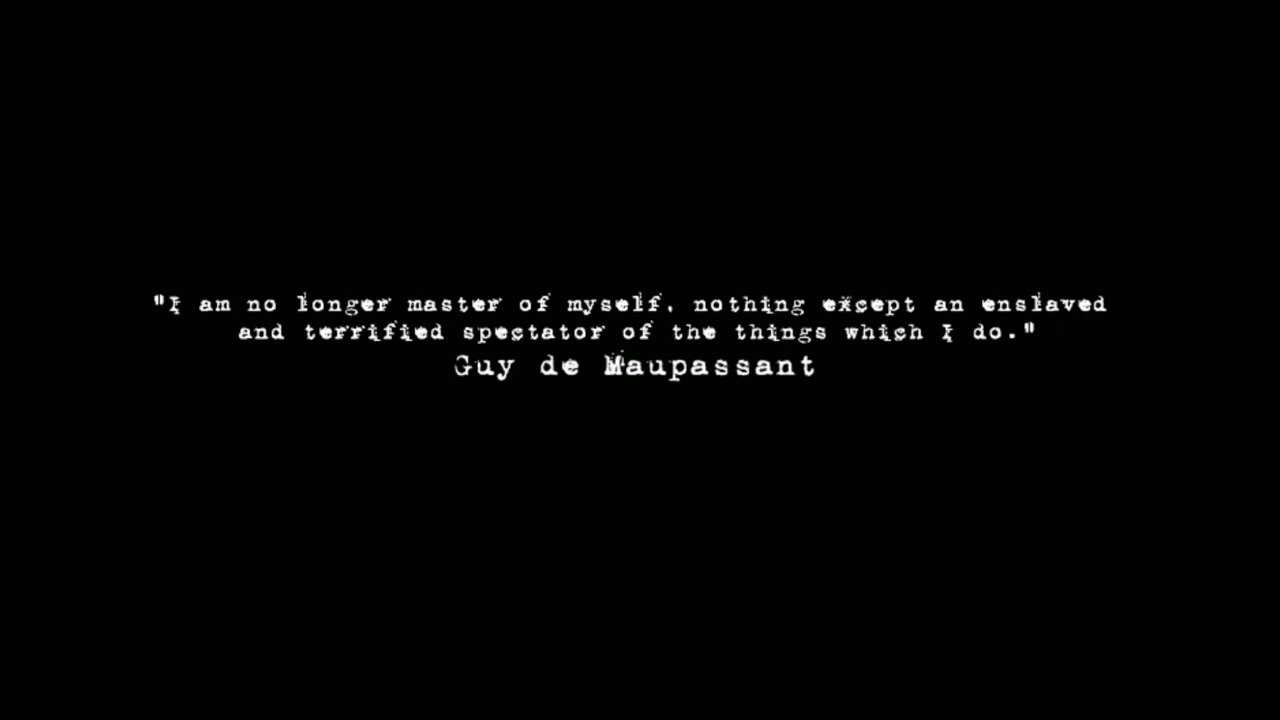 "I am no longer master of myself, nothing except an enslaved
and terrified spectator of the things which I do."
Guy de Maupassant